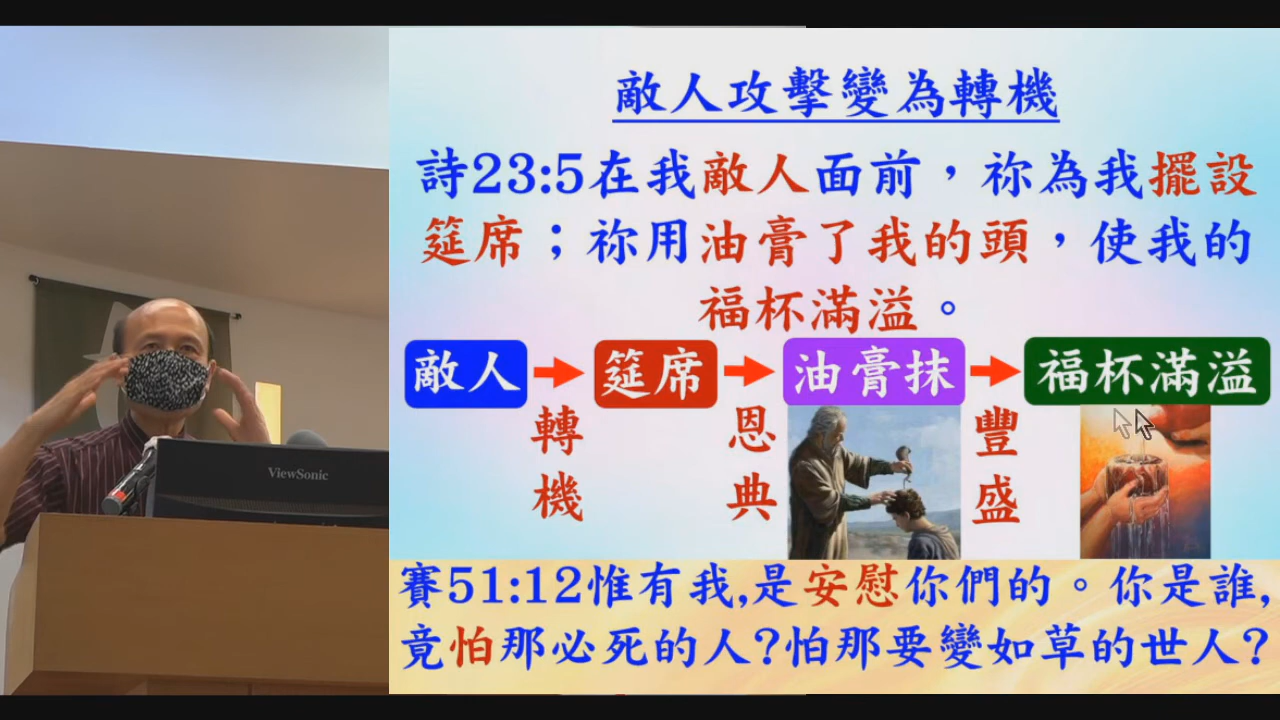 敵人攻擊變為轉機
詩23:5在我敵人面前，祢為我擺設
筵席；祢用油膏了我的頭，使我的
福杯滿溢。
敵人
筵席
油膏抹
福杯滿溢
轉機
恩典
豐盛
ViewSonic
賽51:12惟有我,是安慰你們的。你是誰,
竟怕那必死的人?怕那要變如草的世人?